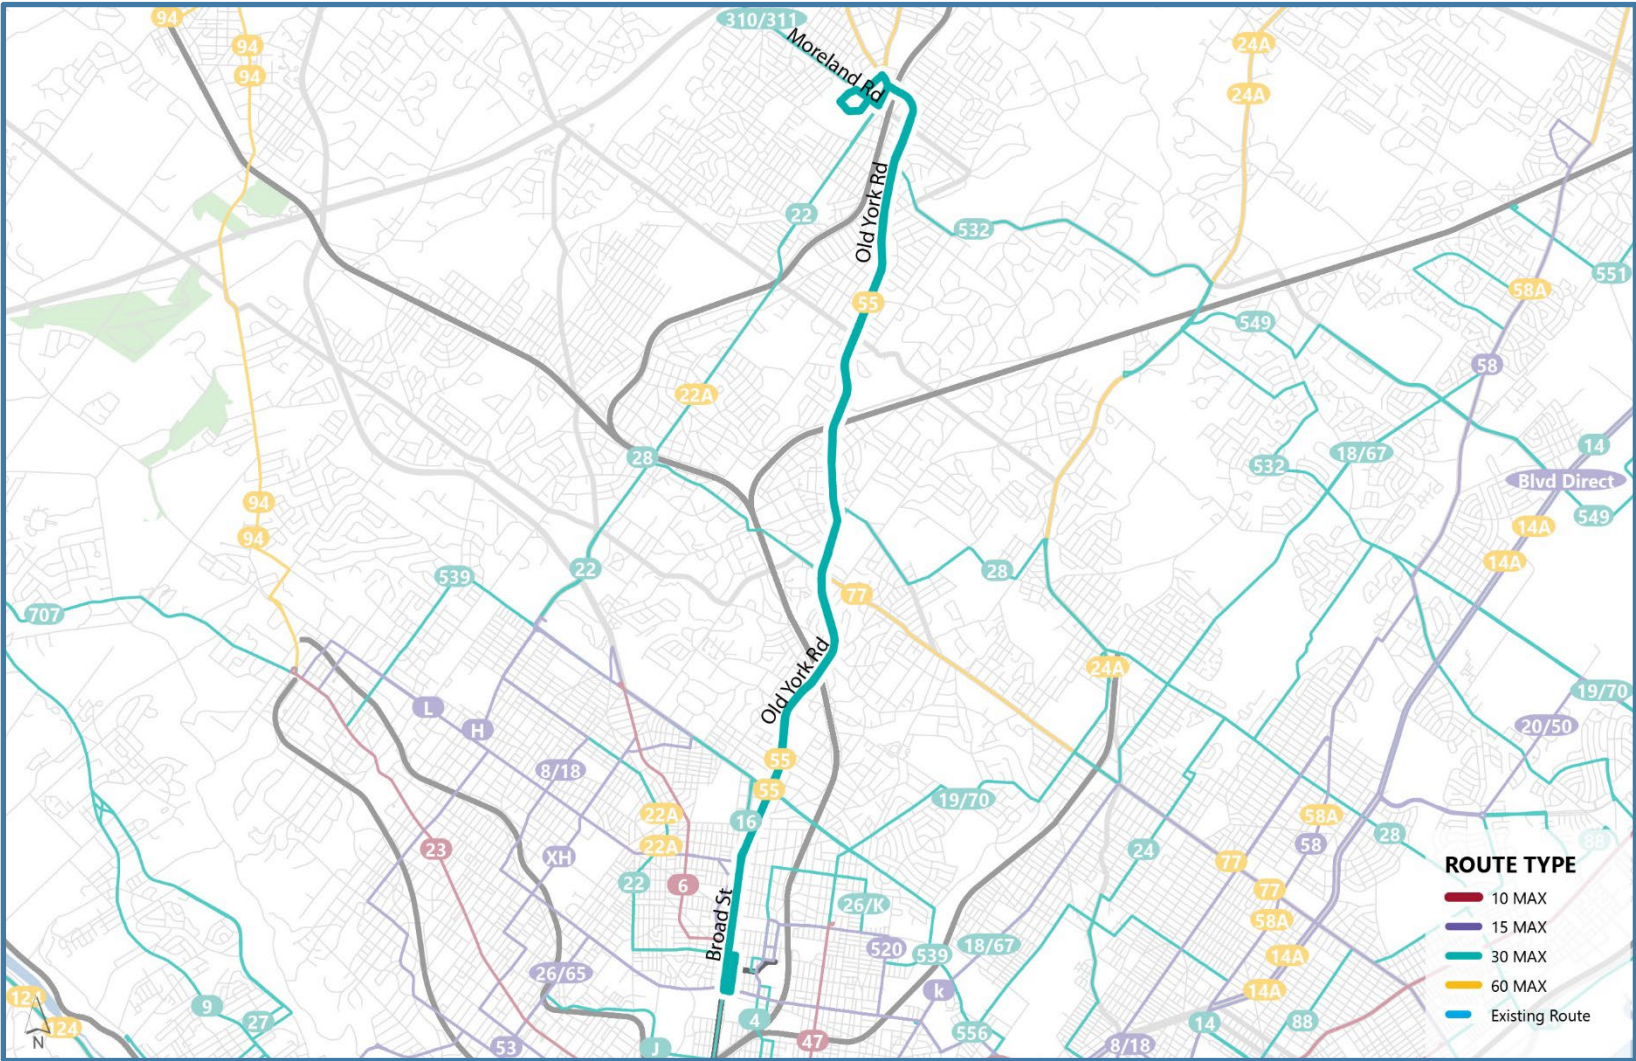 94
310/311
94
24A
Moreland Rd
94
24A
22
Old York Rd
532
551
58A
55
549
58
22A
14
28
18/67
532
Blvd Direct
94
549
14A
94
14A
22
28
539
77
707
Old York Rd
24A
19/70
L
20/50
H
55
8/18
55
19/70
22A
58A
16
28
88
22A
23
24
58
XH
77
ROUTE TYPE
22
6
77
10 MAX
26/K
Broad St
58A
15 MAX
520
18/67
539
14A
30 MAX
26/65
k
14A
60 MAX
124
9
27
4
14
88
Existing Route
124
N
53
J
47
556
8/18